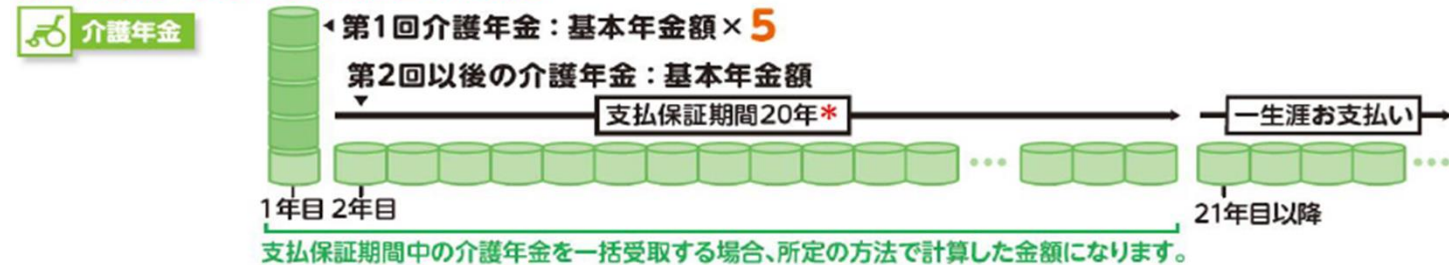 介護年金
第1回介護年金：基本年金額×5
第2回以後の介護年金：基本年金額
支払保証期間20年*
一生涯お支払い
1年目 2年目
21年目以降
支払保証期間中の介護年金を一括受取する場合、所定の方法で計算した金額になります。